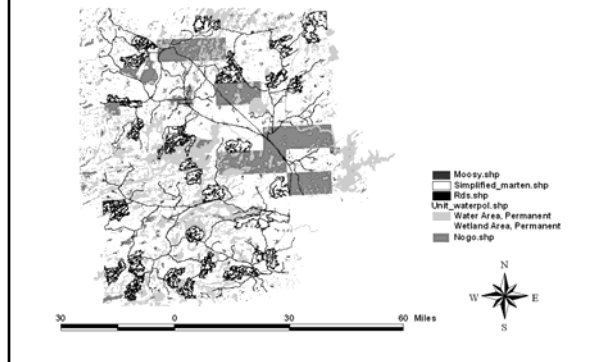 Moosy.shp
Simplified_marten.shp
Rds.shp
Unit_waterpol.shp
Water Area, Permanent
Wetland Area, Permanent
Nogo.shp
N
W E
S
30 0 30 60 Miles